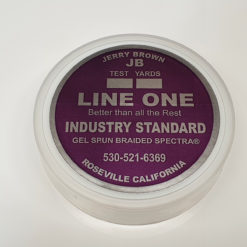 JERRY BROWN
JB
TEST YARDS
LINE ONE
Better than all the Rest
INDUSTRY STANDARD
GEL SPUN BRAIDED SPECTRA®
530-521-6369
ROSEVILLE CALIFORNIA